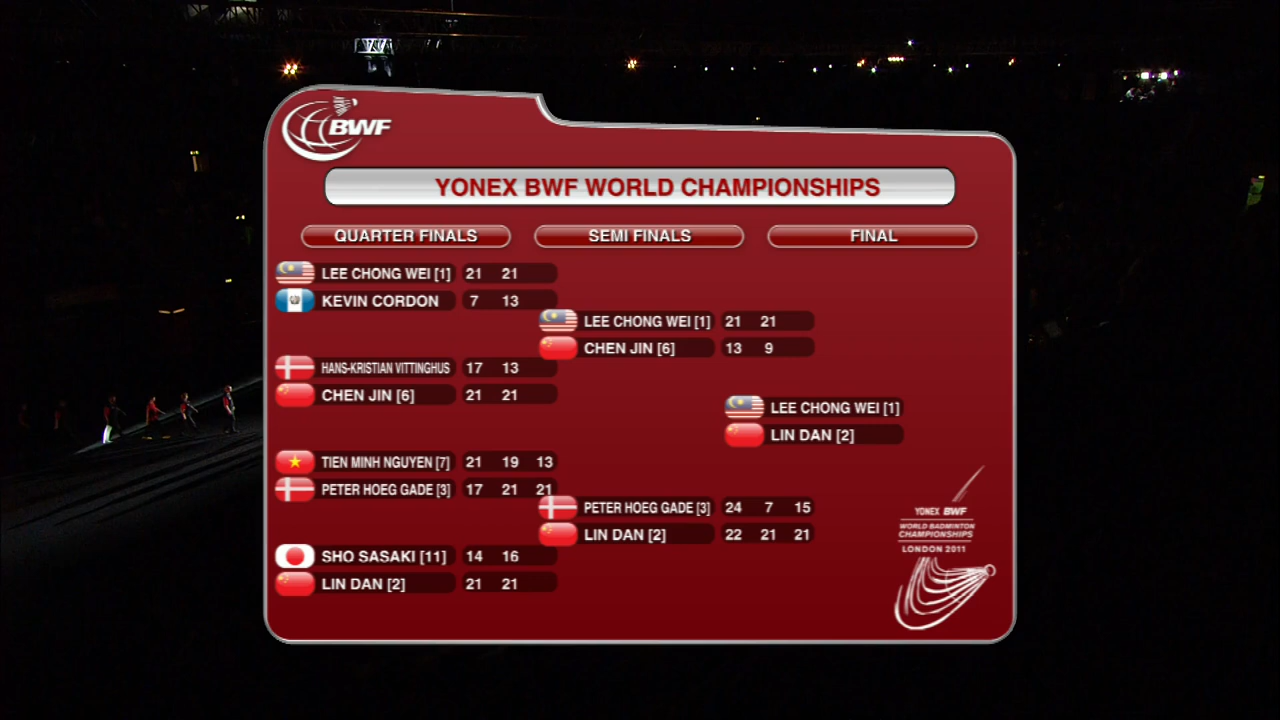 BWF
YONEX BWF WORLD CHAMPIONSHIPS
QUARTER FINALS
SEMI FINALS
FINAL
LEE CHONG WEI [1] 21 21
KEVIN CORDON 7 13
LEE CHONG WEI [1] 21 21
CHEN JIN [6] 13 9
HANS-KRISTIAN VITTINGHUS 17 13
CHEN JIN [6] 21 21
LEE CHONG WEI [1]
LIN DAN [2]
TIEN MINH NGUYEN [7] 21 19 13
PETER HOEG GADE [3] 17 21 21
PETER HOEG GADE [3] 24 7 15
LIN DAN [2] 22 21 21
SHO SASAKI [11] 14 16
LIN DAN [2] 21 21
YONEX BWF
WORLD BADMINTON
CHAMPIONSHIPS
LONDON 2011